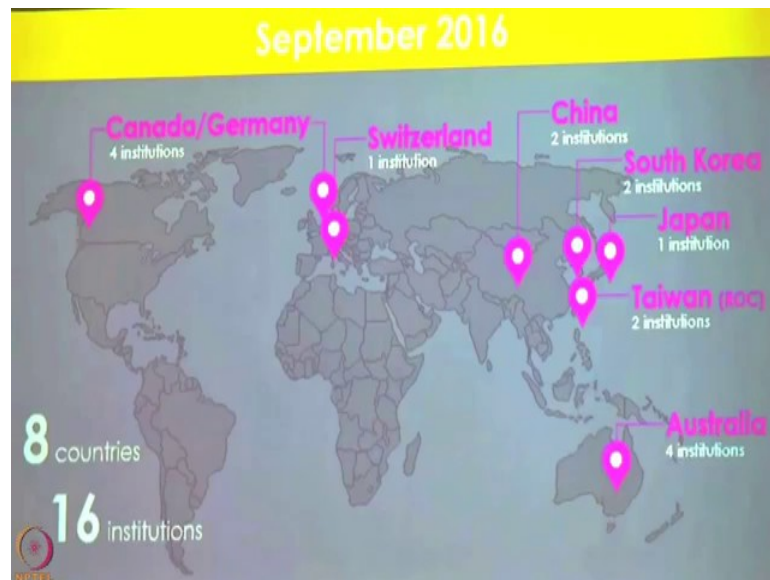 September 2016
Canada/Germany
4 institutions
Switzerland
1 institution
China
2 institutions
South Korea
2 institutions
Japan
1 institution
Taiwan (ROC)
2 institutions
Australia
4 institutions
8 countries
16 institutions
NPTEL